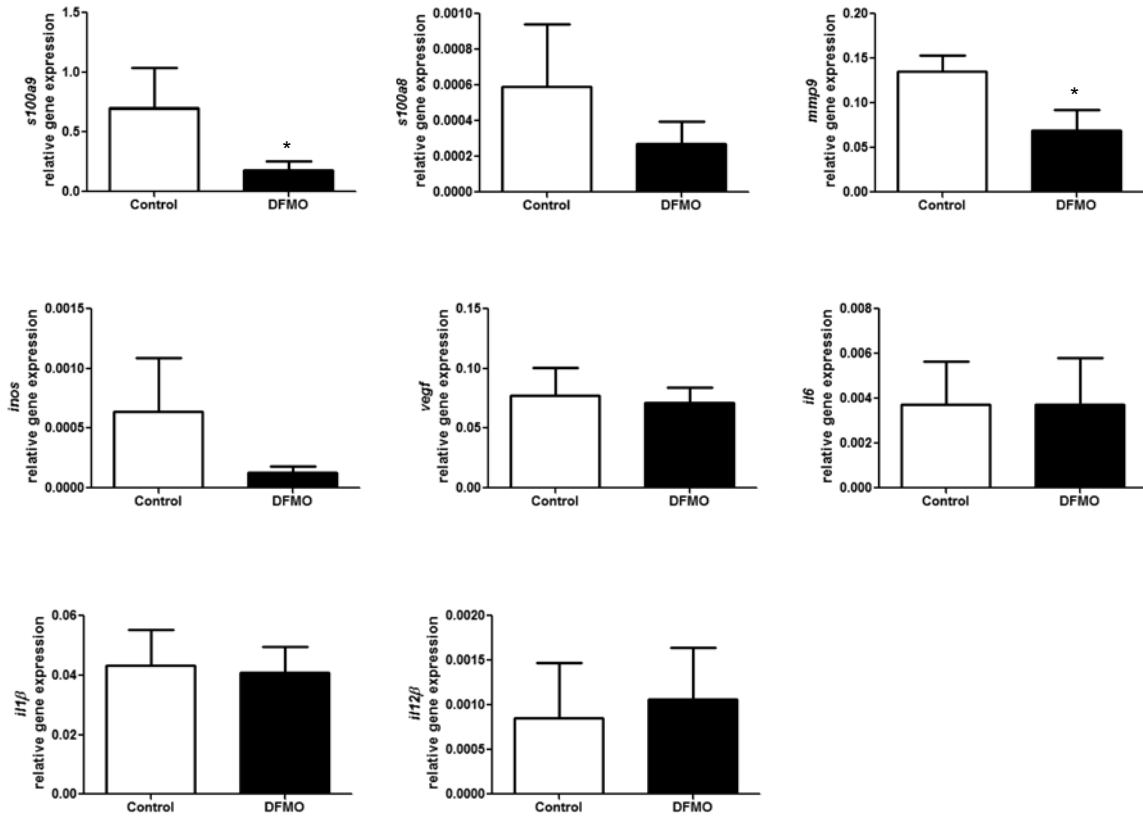 s100a9
relative gene expression
1.5
1.0
0.5
0.0
*
Control
DFMO
s100a8
relative gene expression
0.0010
0.0008
0.0006
0.0004
0.0002
0.0000
Control
DFMO
mmp9
relative gene expression
0.20
0.15
0.10
0.05
0.00
*
Control
DFMO
inos
relative gene expression
0.0015
0.0010
0.0005
0.0000
Control
DFMO
vegf
relative gene expression
0.15
0.10
0.05
0.00
Control
DFMO
il6
relative gene expression
0.008
0.006
0.004
0.002
0.000
Control
DFMO
il1β
relative gene expression
0.06
0.04
0.02
0.00
Control
DFMO
il12β
relative gene expression
0.0020
0.0015
0.0010
0.0005
0.0000
Control
DFMO